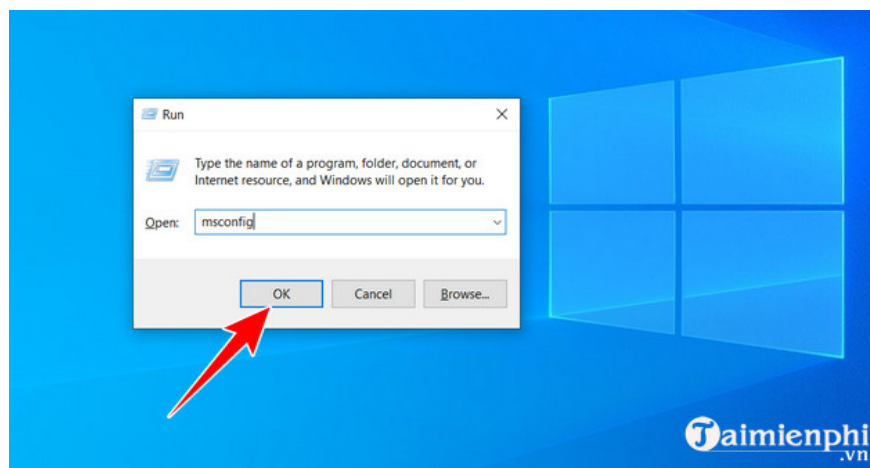 Run
Type the name of a program, folder, document, or
Internet resource, and Windows will open it for you.
Open: msconfig
OK Cancel Browse...
Taimienphi
.vn